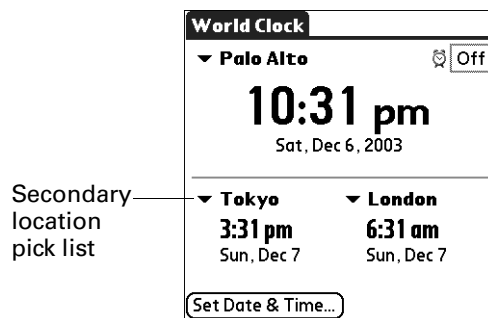 World Clock
Palo Alto
Off
10:31 pm
Sat, Dec 6, 2003
Secondary location pick list
Tokyo
London
3:31 pm
6:31 am
Sun, Dec 7
Sun, Dec 7
Set Date & Time...